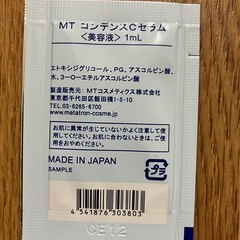 MT コンデンスCセラム
<美容液> 1mL
エトキシジグリコール、PG、アスコルビン酸、
水、3-O-エチルアスコルビン酸
製造販売元:MTコスメティクス株式会社
東京都千代田区飯田橋1-5-10
TEL 03-6265-6700
www.metatron-cosme.jp
お肌に異常が生じていないかよく注意して使用して
ください。お肌に合わないときは、ご使用を
おやめください。
MADE IN JAPAN
SAMPLE
プラ
4 541876 303803
CE12